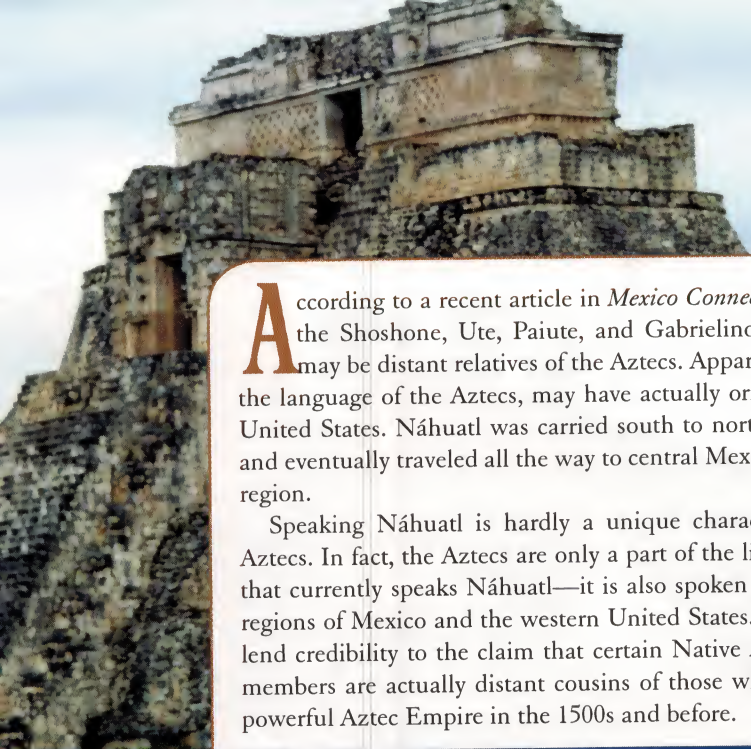 According to a recent article in Mexico Connec
the Shoshone, Ute, Paiute, and Gabrielino
may be distant relatives of the Aztecs. Appar
the language of the Aztecs, may have actually or
United States. Náhuatl was carried south to nort
and eventually traveled all the way to central Mex
region.
Speaking Náhuatl is hardly a unique charac
Aztecs. In fact, the Aztecs are only a part of the li
that currently speaks Náhuatl—it is also spoken
regions of Mexico and the western United States.
lend credibility to the claim that certain Native
members are actually distant cousins of those w
powerful Aztec Empire in the 1500s and before.